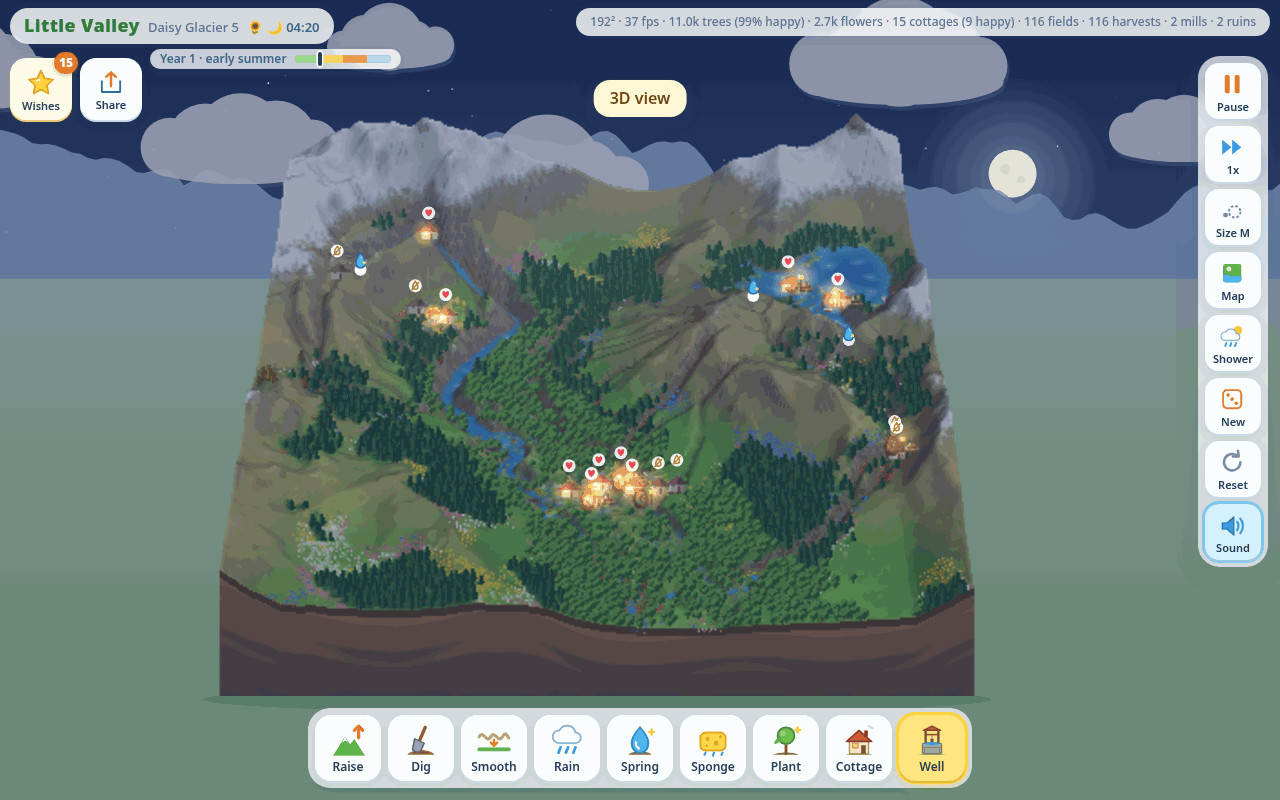 Little Valley Daisy Glacier 5 04:20
192² · 37 fps · 11.0k trees (99% happy) · 2.7k flowers · 15 cottages (9 happy) · 116 fields · 116 harvests · 2 mills · 2 ruins
Year 1 · early summer
15
Wishes
Share
3D view
Pause
1x
Size M
Map
Shower
New
Reset
Sound
Raise
Dig
Smooth
Rain
Spring
Sponge
Plant
Cottage
Well